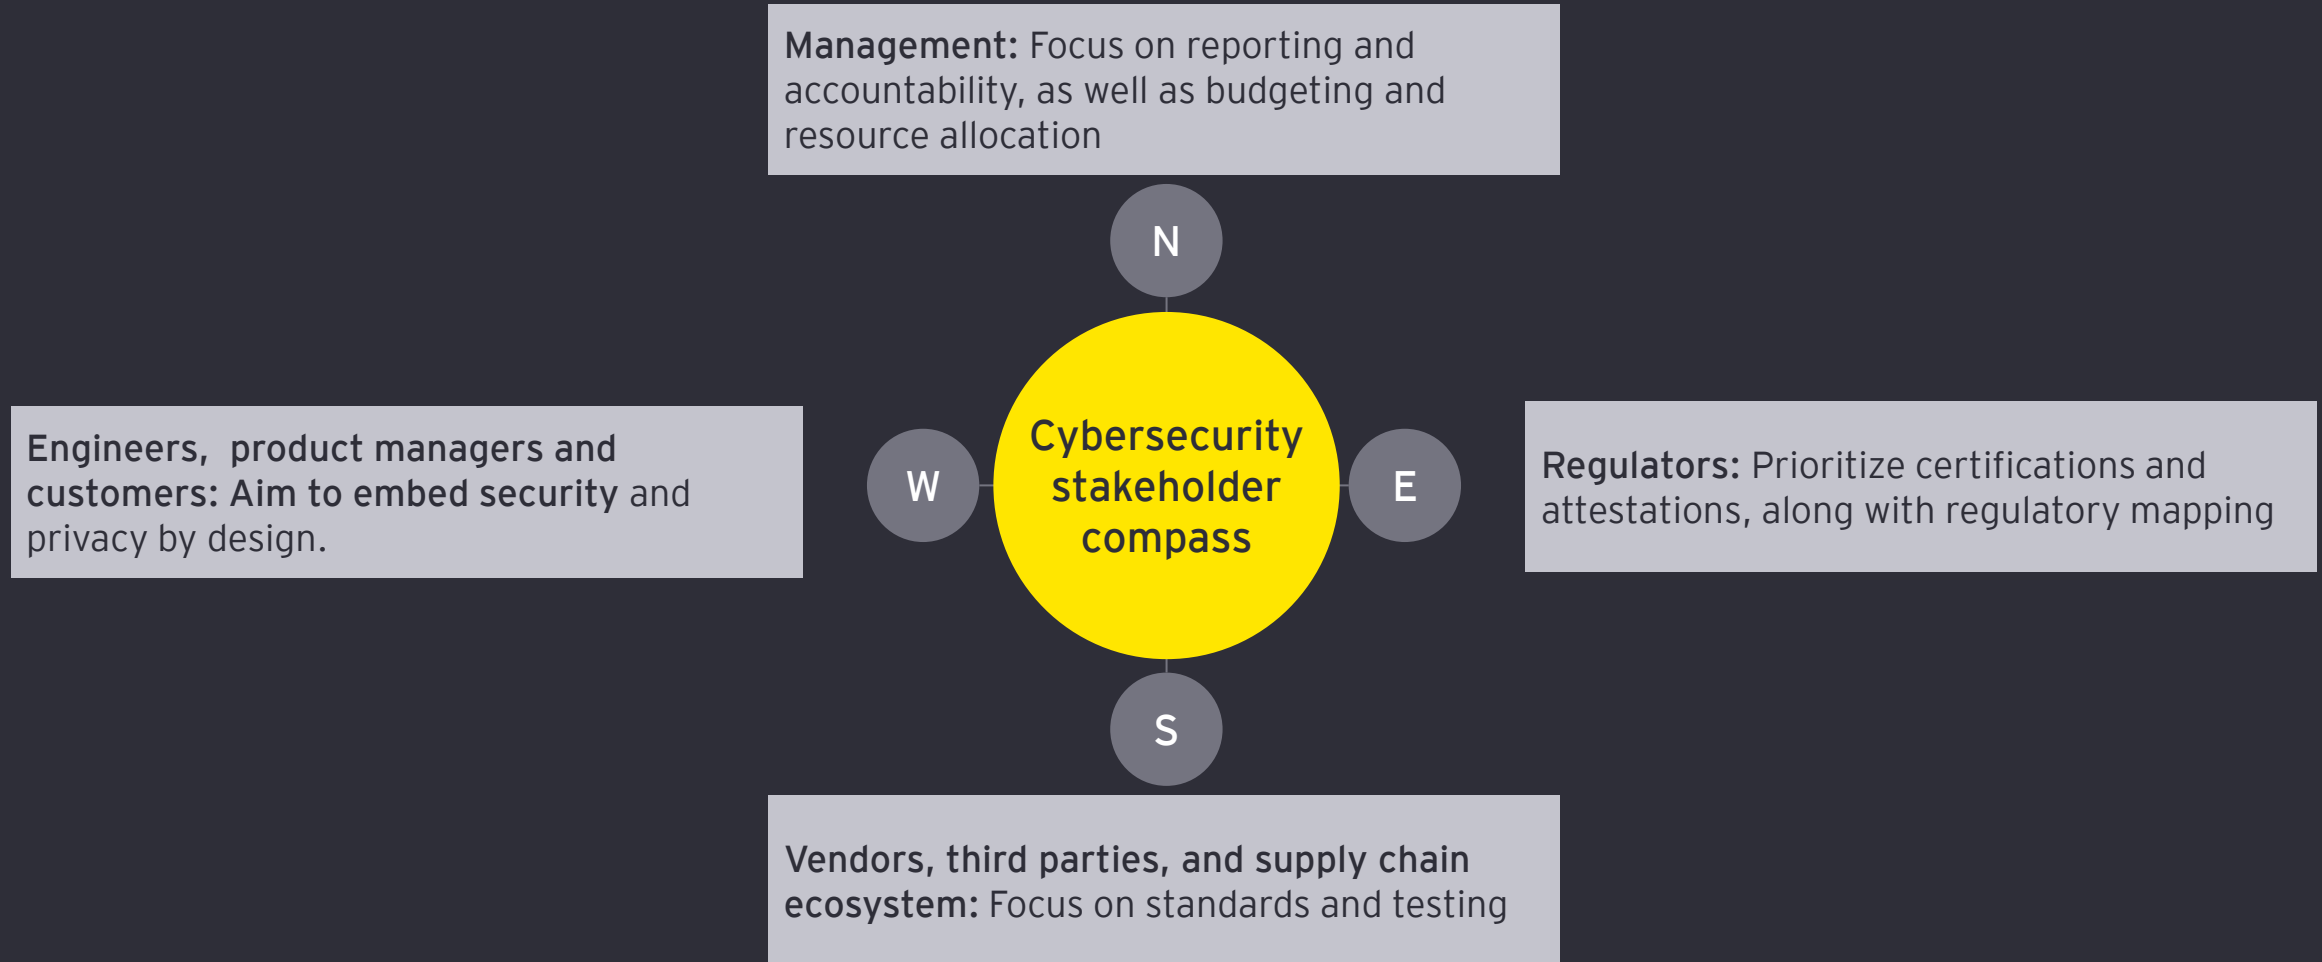 Management: Focus on reporting and
accountability, as well as budgeting and
resource allocation
N
Engineers,  product managers and
customers: Aim to embed security and
privacy by design.
W
Cybersecurity
stakeholder
compass
E
Regulators: Prioritize certifications and
attestations, along with regulatory mapping
S
Vendors, third parties, and supply chain
ecosystem: Focus on standards and testing